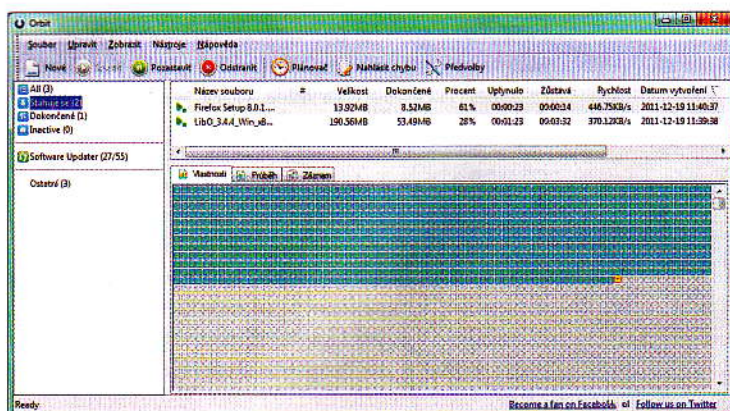 Orbit
Soubor Upravit Zobrazit Nástroje Nápověda
Nové Pozastavit Odstranit Plánovač Nahlásit chybu Předvolby
All (3)
Stahuje se (2)
Dokončené (1)
Inactive (0)
Software Updater (27/55)
Ostatní (3)
Název souboru # Velikost Dokončené Procent Uplynulo Zůstává Rychlost Datum vytvoření
Firefox Setup 8.0.1.... 13.92MB 8.52MB 61% 00:00:23 00:00:14 446.75KB/s 2011-12-19 11:40:37
LibO_3.4.4_Win_x8... 190.56MB 53.49MB 28% 00:01:23 00:03:32 370.12KB/s 2011-12-19 11:39:38
Vlastnosti Průběh Záznam
Ready
Become a fan on Facebook of Follow us on Twitter